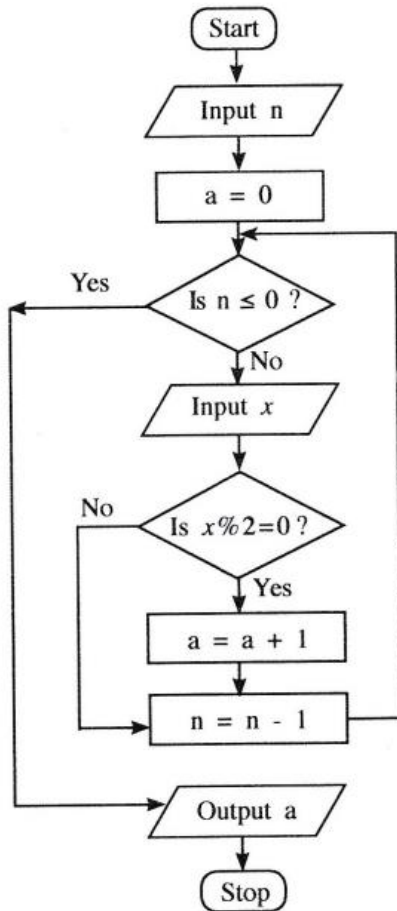 Start
Input n
a = 0
Yes
Is n ≤ 0 ?
No
Input x
No
Is x%2=0?
Yes
a = a + 1
n = n - 1
Output a
Stop